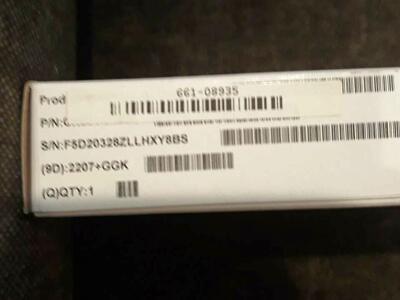 661-08935
Prod
P/N:
S/N:F5D20328ZLLHXY8BS
(9D):2207+GGK
(Q)QTY:1